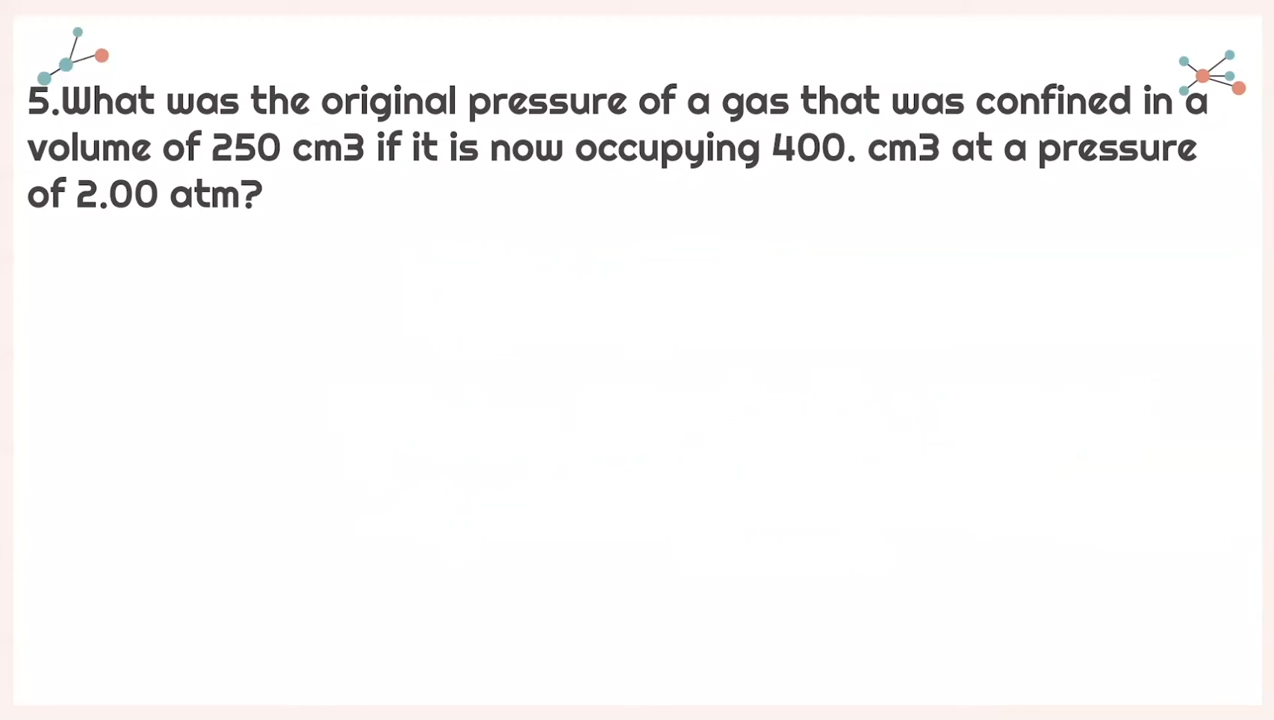 5.What was the original pressure of a gas that was confined in a
volume of 250 cm3 if it is now occupying 400. cm3 at a pressure
of 2.00 atm?